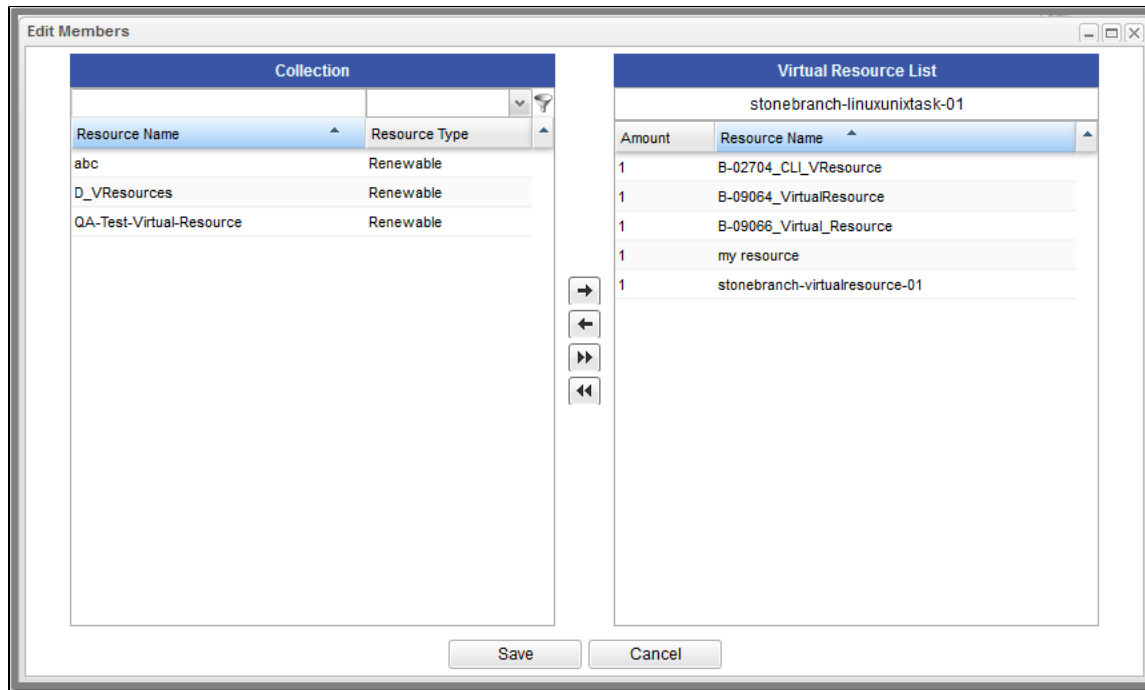 Edit Members
Collection
Resource Name Resource Type
abc Renewable
D_VResources Renewable
QA-Test-Virtual-Resource Renewable
Virtual Resource List
stonebranch-linuxunixtask-01
Amount Resource Name
1 B-02704_CLI_VResource
1 B-09064_VirtualResource
1 B-09066_Virtual_Resource
1 my resource
1 stonebranch-virtualresource-01
Save Cancel